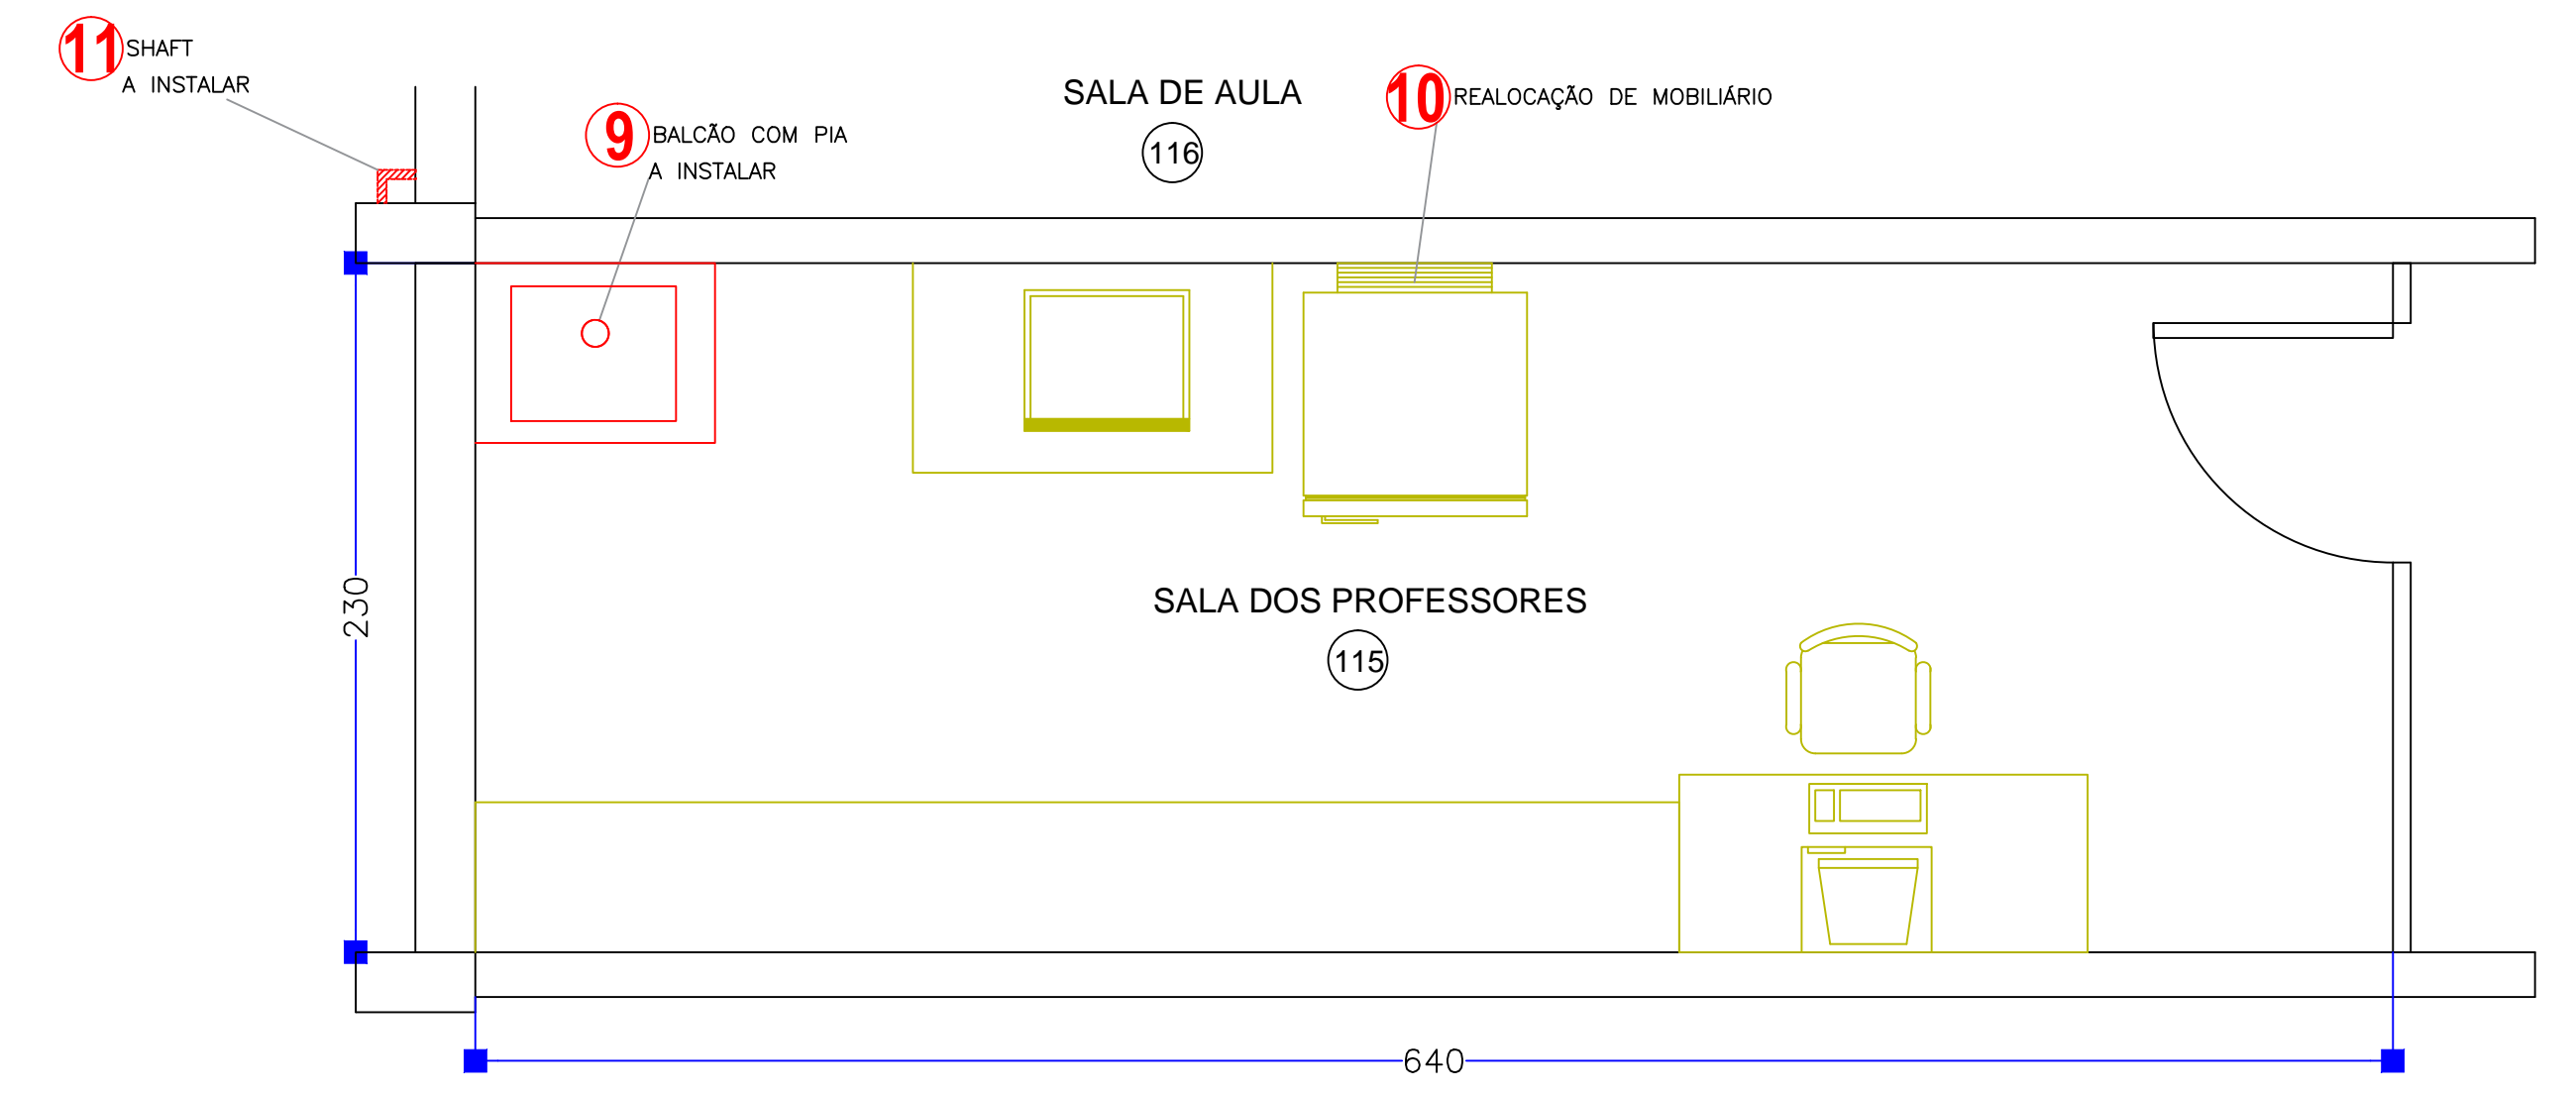 11 SHAFT
A INSTALAR
9 BALCÃO COM PIA
A INSTALAR
SALA DE AULA
116
10 REALOCAÇÃO DE MOBILIÁRIO
230
SALA DOS PROFESSORES
115
640